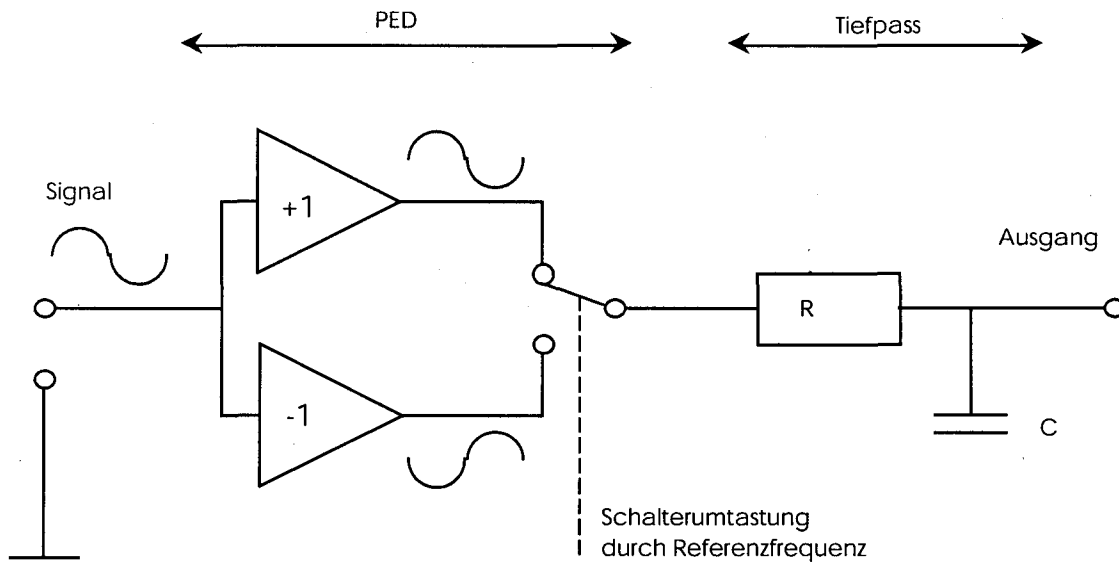 PED
Tiefpass
Signal
+1
Ausgang
R
-1
C
Schalterumtastung
durch Referenzfrequenz